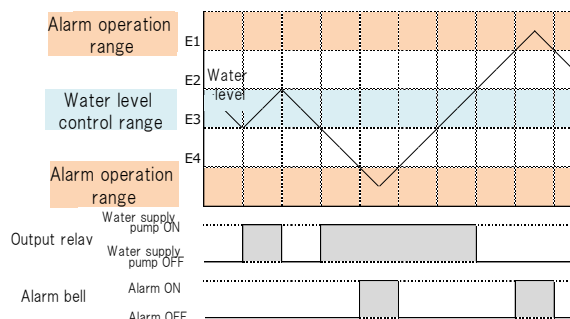 Alarm operation
range
E1
E2
Water
level
Water level
control range
E3
E4
Alarm operation
range
Water supply
pump ON
Output relay
Water supply
pump OFF
Alarm ON
Alarm bell
Alarm OFF